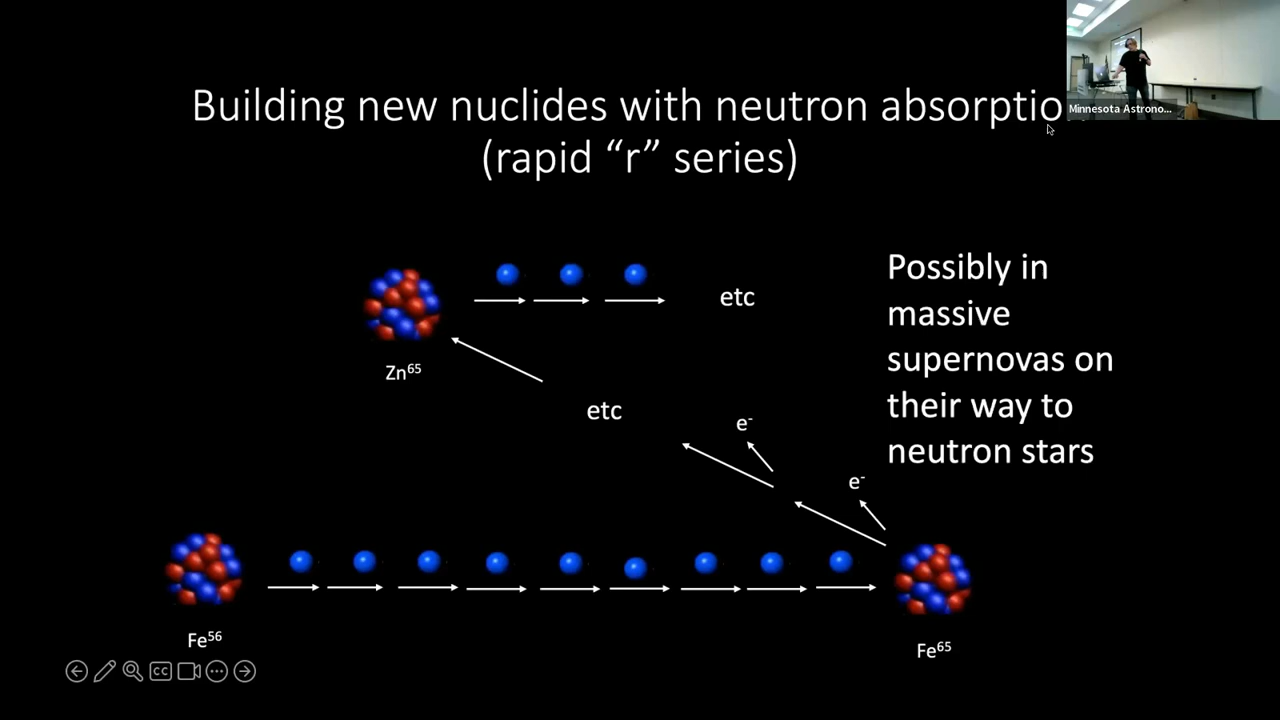 Building new nuclides with neutron absorptio
(rapid “r” series)
Minnesota Astrono...
Possibly in
massive
supernovas on
their way to
neutron stars
etc
Zn⁶⁵
etc
e⁻
e⁻
Fe⁵⁶
Fe⁶⁵
CC